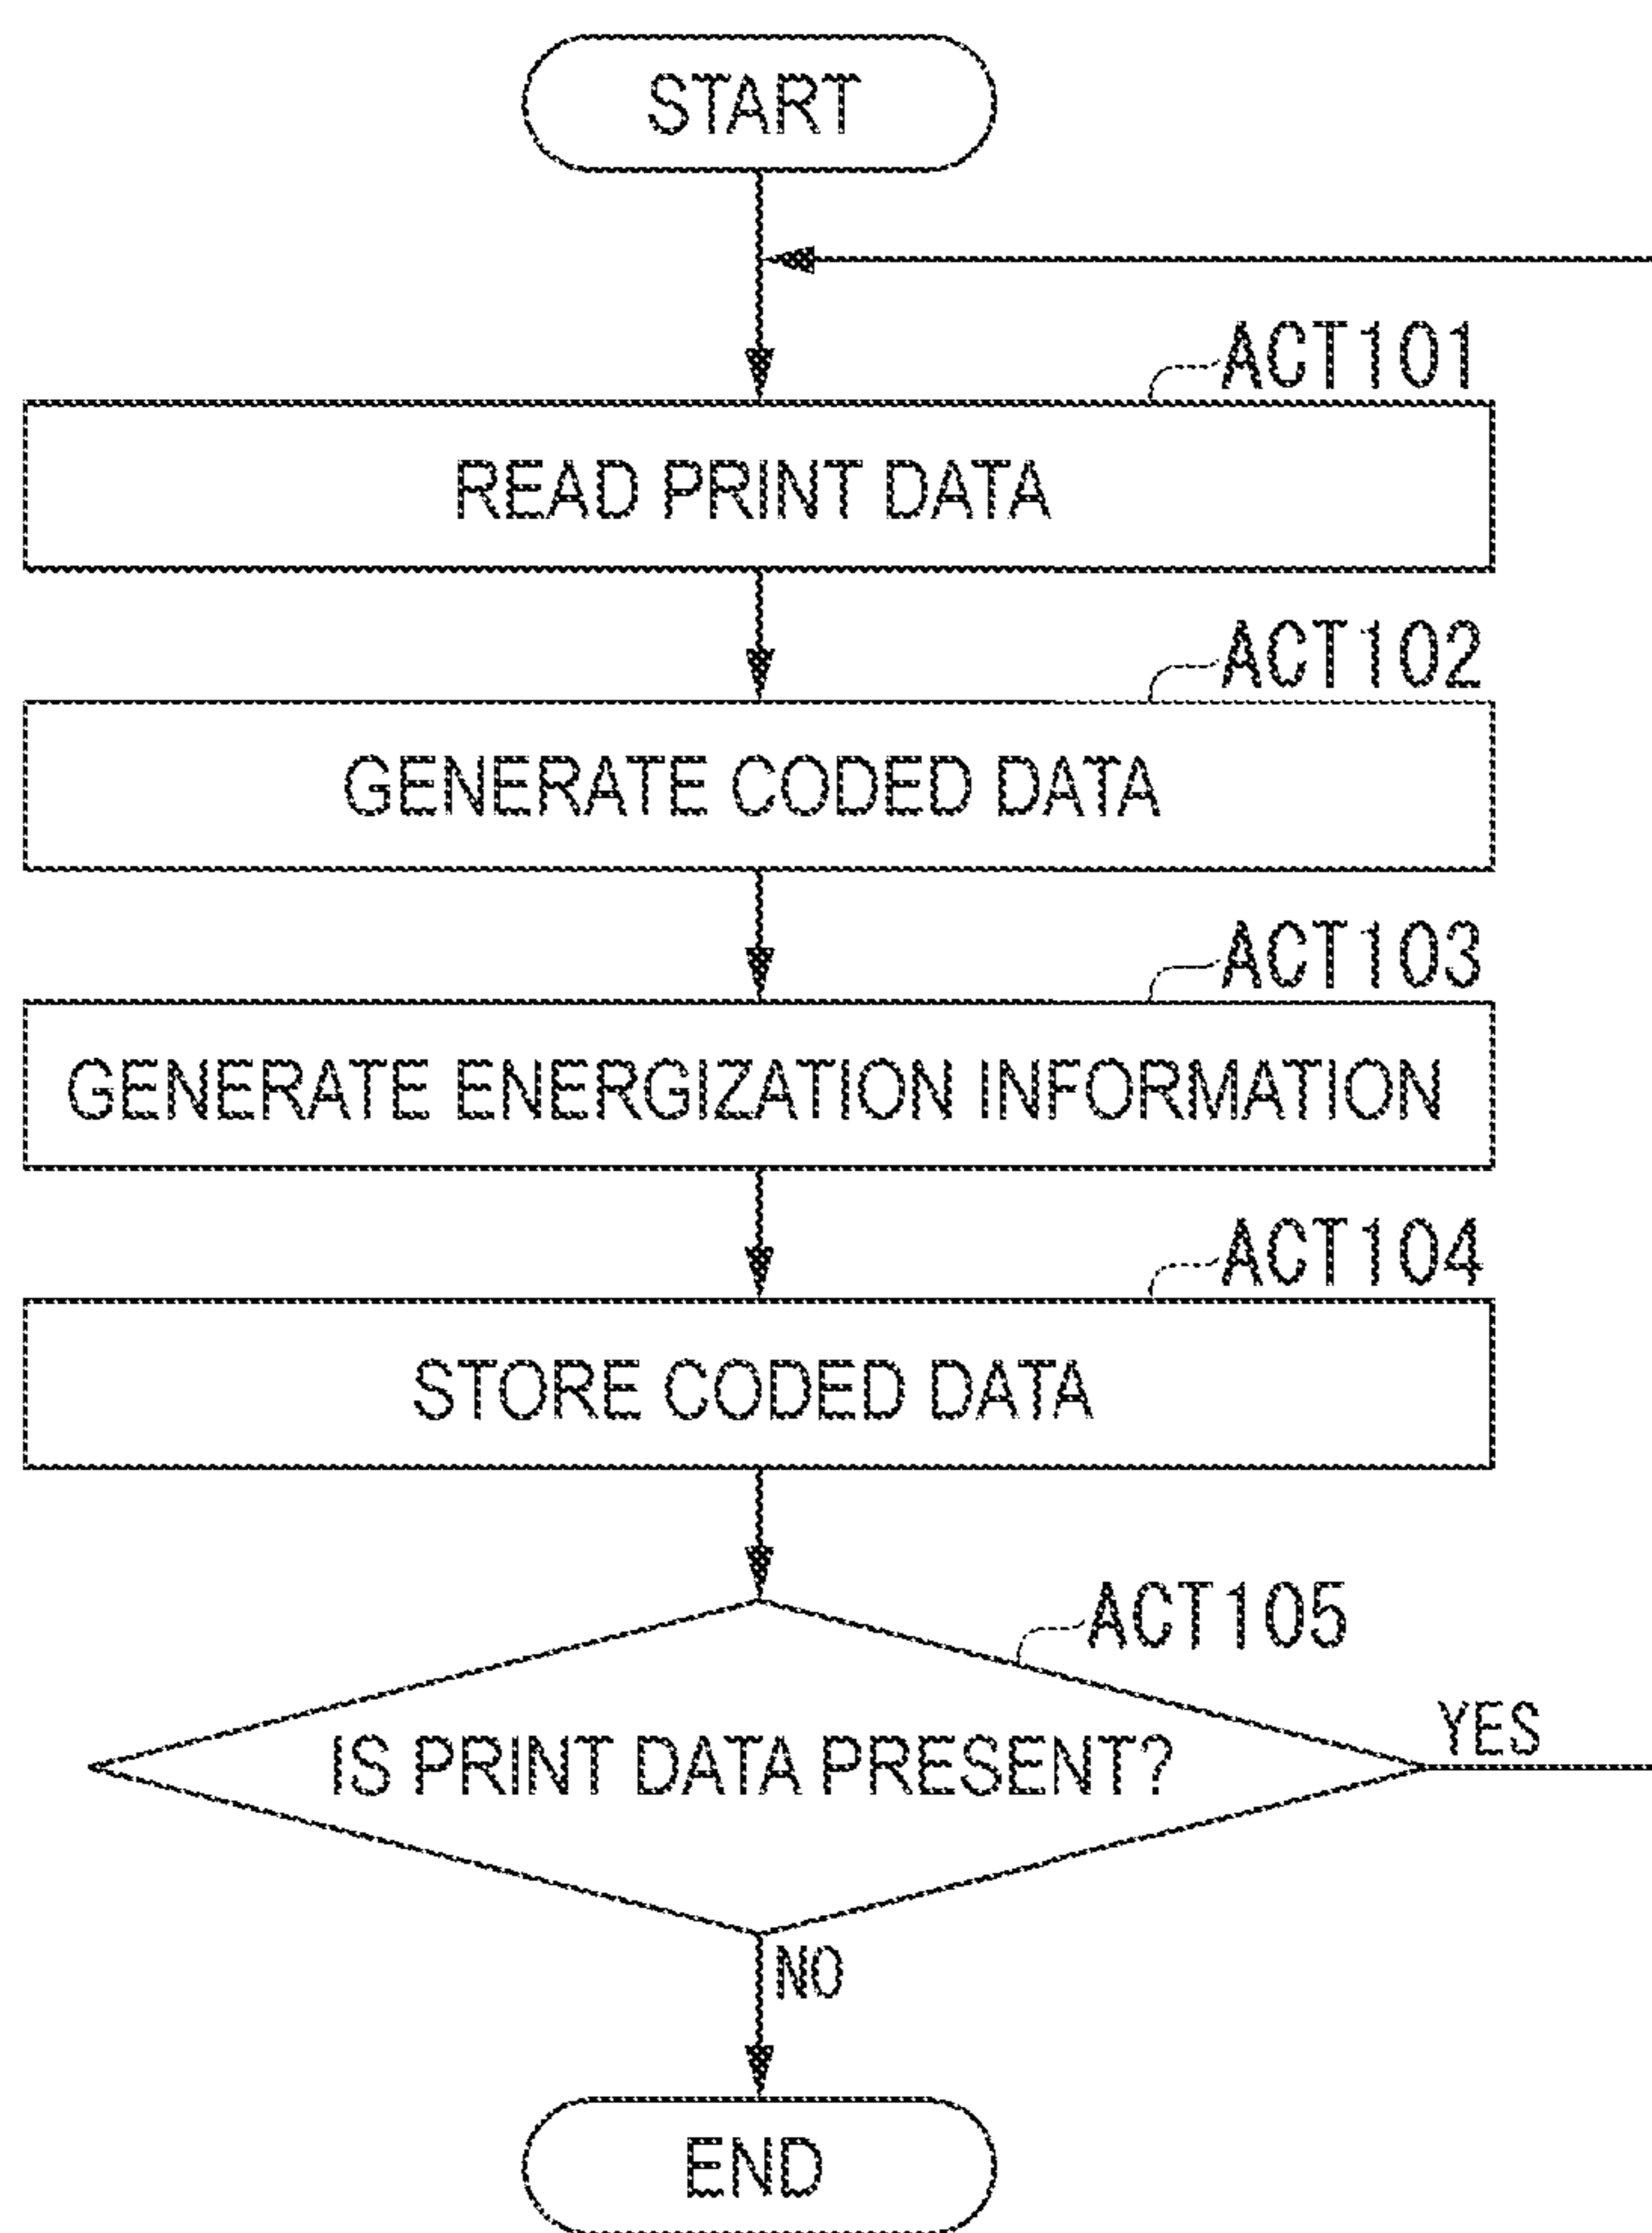 START
ACT101
READ PRINT DATA
ACT102
GENERATE CODED DATA
ACT103
GENERATE ENERGIZATION INFORMATION
ACT104
STORE CODED DATA
ACT105
IS PRINT DATA PRESENT?
YES
NO
END